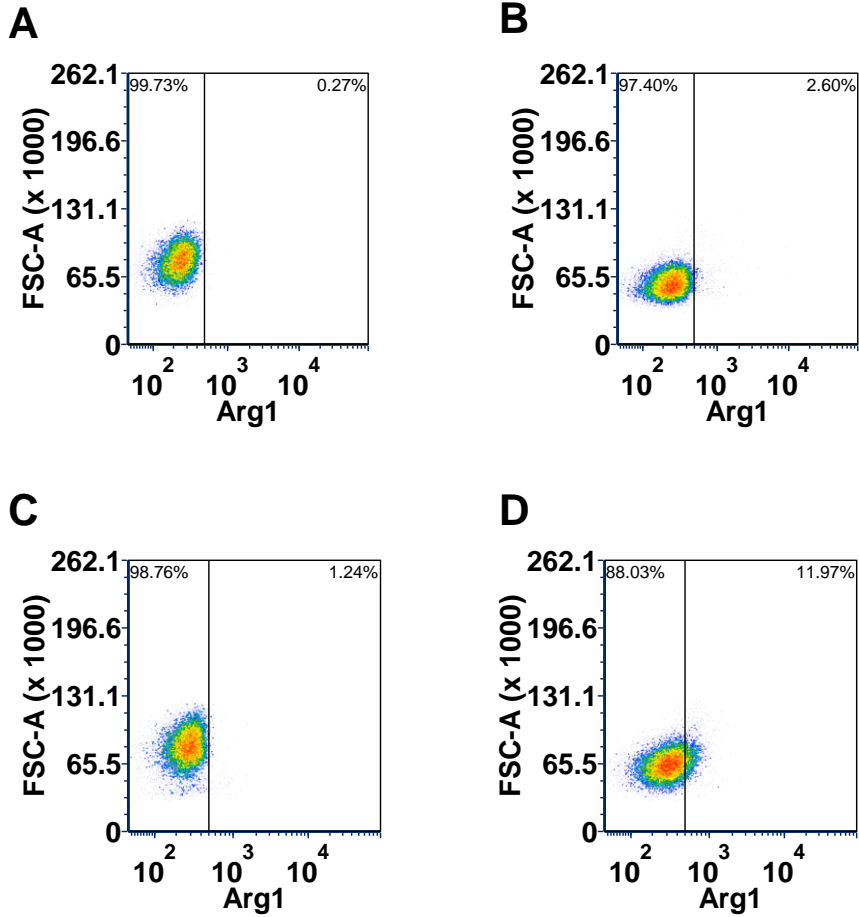 A
FSC-A (x 1000)
262.1
196.6
131.1
65.5
0
99.73% 0.27%
10^2 10^3 10^4
Arg1
B
FSC-A (x 1000)
262.1
196.6
131.1
65.5
0
97.40% 2.60%
10^2 10^3 10^4
Arg1
C
FSC-A (x 1000)
262.1
196.6
131.1
65.5
0
98.76% 1.24%
10^2 10^3 10^4
Arg1
D
FSC-A (x 1000)
262.1
196.6
131.1
65.5
0
88.03% 11.97%
10^2 10^3 10^4
Arg1